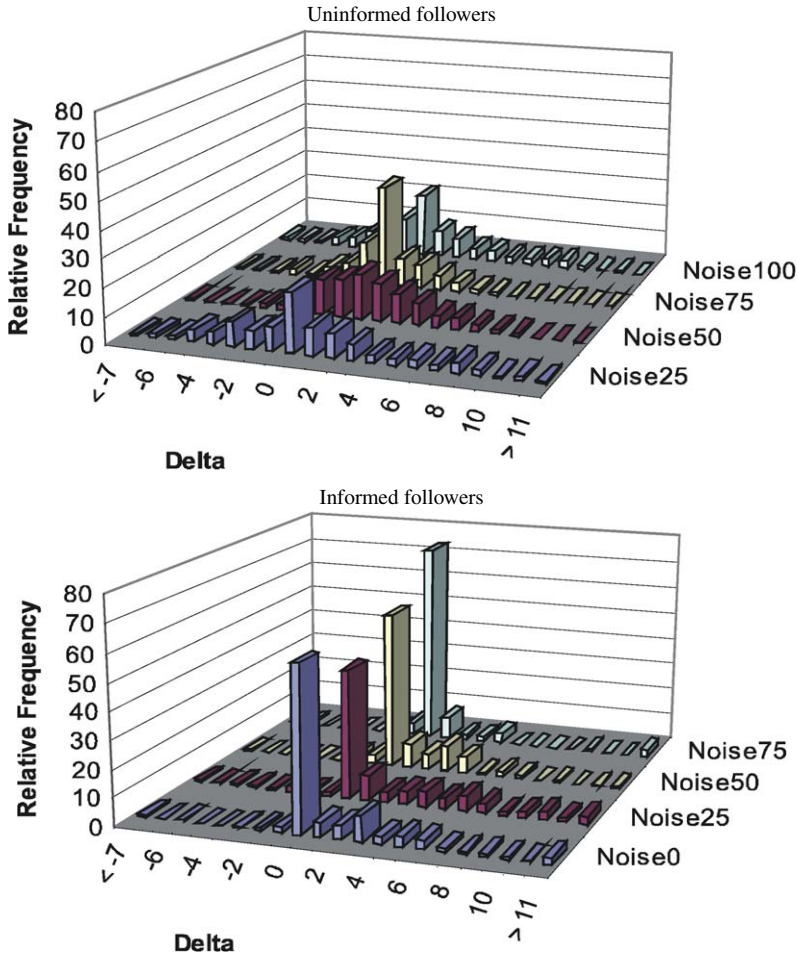 Uninformed followers
80
70
60
50
40
30
20
10
0
Relative Frequency
<-7
-6
-4
-2
0
2
4
6
8
10
> 11
Delta
Noise100
Noise75
Noise50
Noise25
Informed followers
80
70
60
50
40
30
20
10
0
Relative Frequency
<-7
-6
-4
-2
0
2
4
6
8
10
> 11
Delta
Noise75
Noise50
Noise25
Noise0